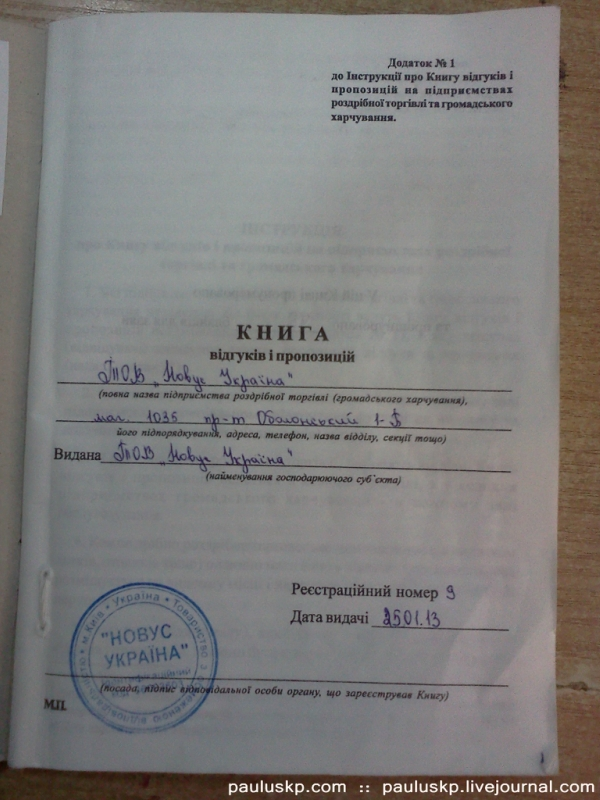 Додаток № 1
до Інструкції про Книгу відгуків і
пропозицій на підприємствах
роздрібної торгівлі та громадського
харчування.
КНИГА
відгуків і пропозицій
ТОВ „Новус Україна"
(повна назва підприємства роздрібної торгівлі (громадського харчування),
маг. 1035 пр-т Оболонський 1-Б
його підпорядкування, адреса, телефон, назва відділу, секції тощо)
Видана ТОВ „Новус Україна"
(найменування господарюючого суб`єкта)
Реєстраційний номер 9
Дата видачі 25.01.13
м.Київ • Україна • Товариство з обмеженою відповідальністю
"НОВУС
УКРАЇНА"
(посада, підпис відповідальної особи органу, що зареєстрував Книгу)
М.П.
pauluskp.com :: pauluskp.livejournal.com